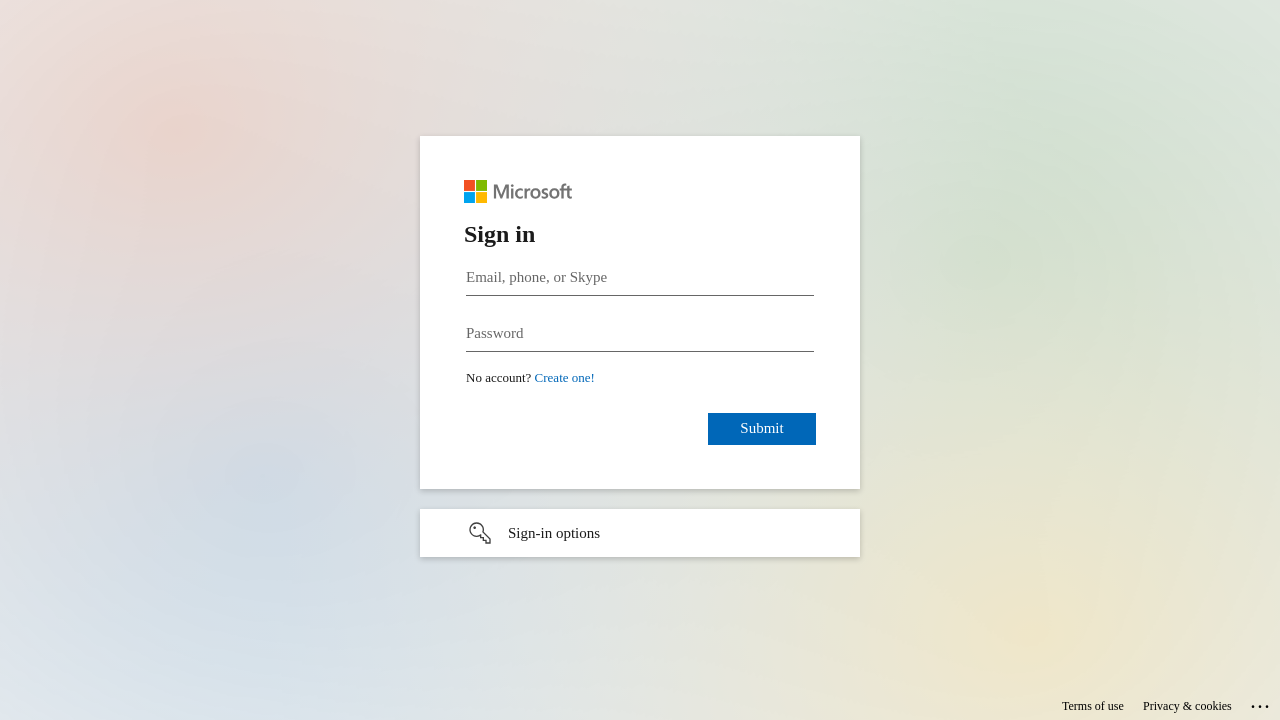 Microsoft
Sign in
Email, phone, or Skype
Password
No account? Create one!
Submit
Sign-in options
Terms of use Privacy & cookies ...